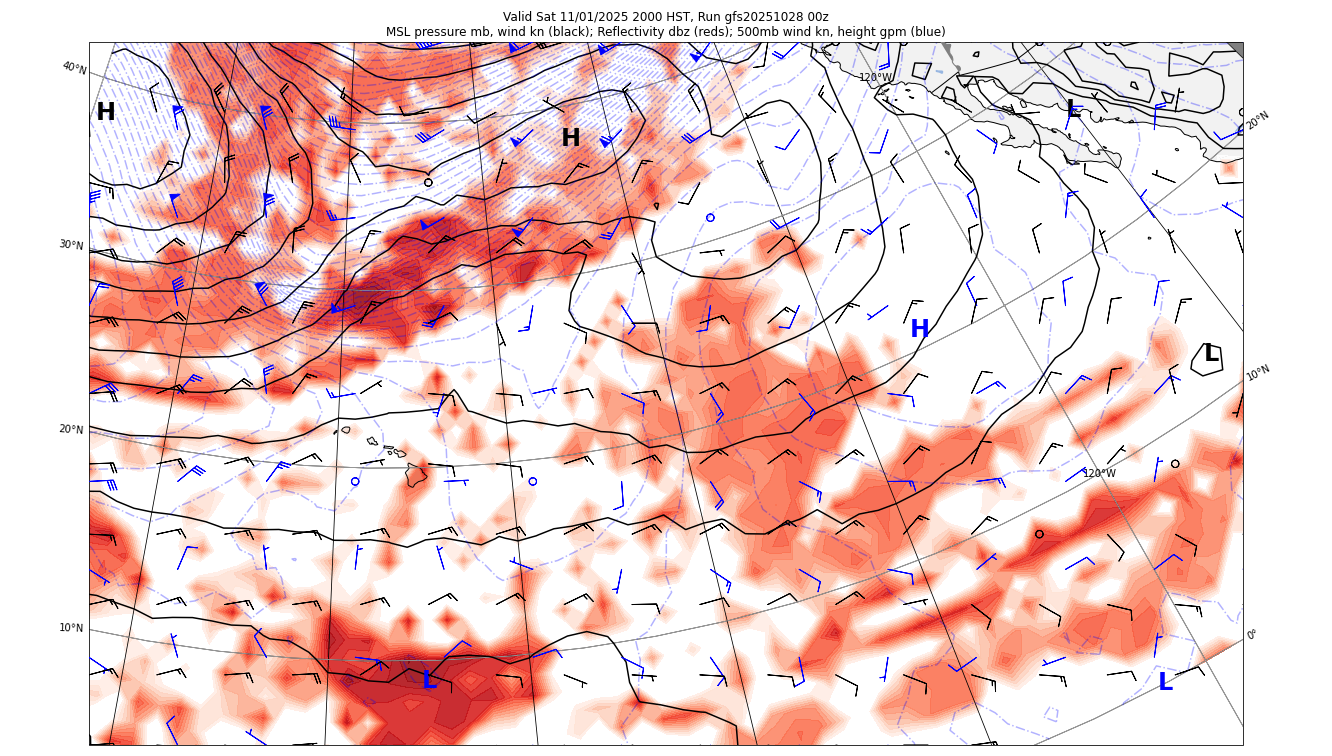 Valid Sat 11/01/2025 2000 HST, Run gfs20251028 00z
MSL pressure mb, wind kn (black); Reflectivity dbz (reds); 500mb wind kn, height gpm (blue)
40°N
120°W
H
L
20°N
H
30°N
H
L
10°N
20°N
120°W
10°N
0°
L
L